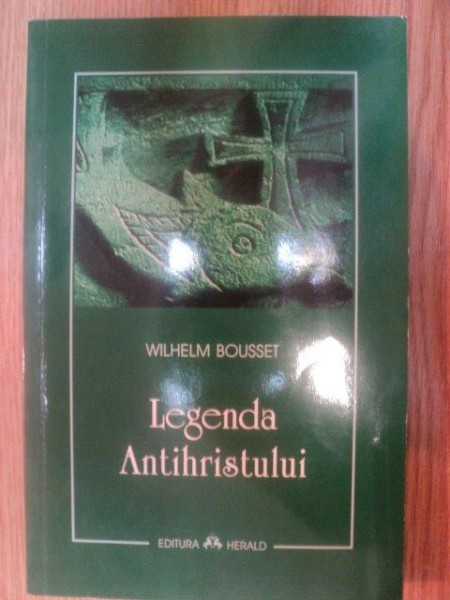 WILHELM BOUSSET
Legenda
Antihristului
EDITURA HERALD